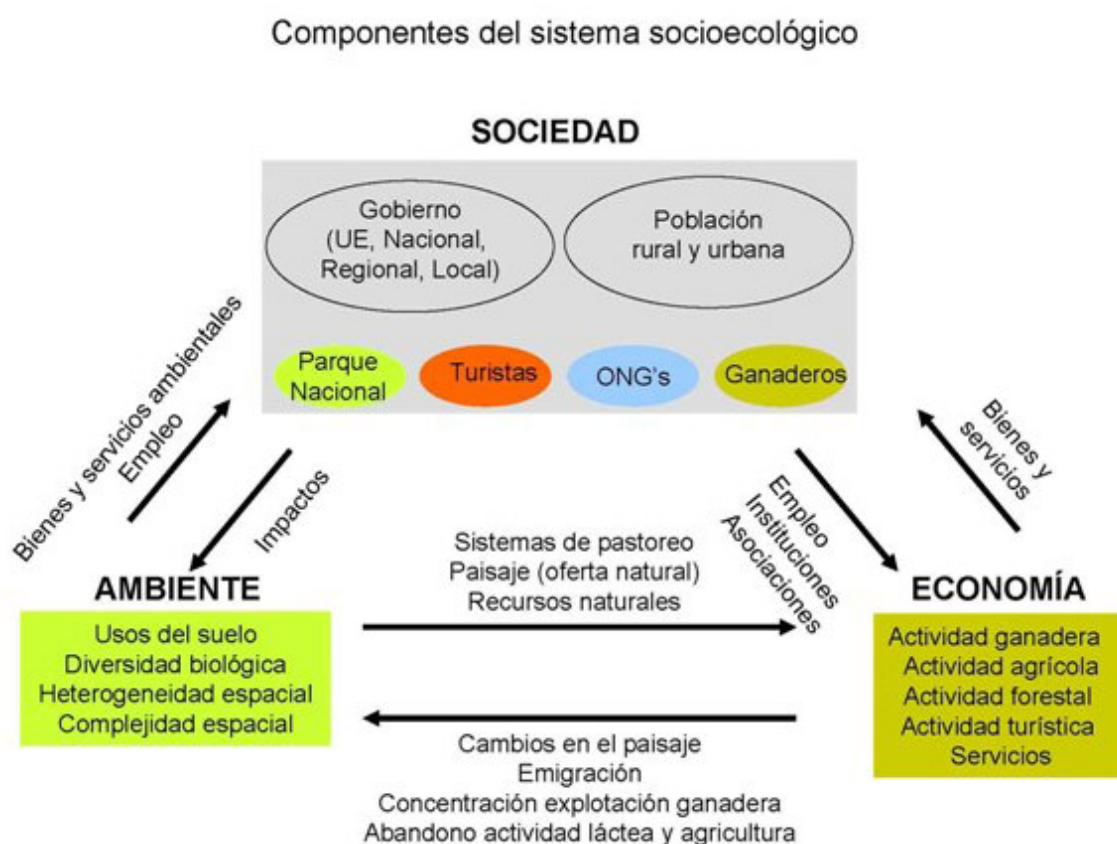 Componentes del sistema socioecológico
SOCIEDAD
Gobierno
(UE, Nacional,
Regional, Local)
Población
rural y urbana
Parque
Nacional
Turistas
ONG's
Ganaderos
Bienes y servicios ambientales
Empleo
Impactos
Empleo
Instituciones
Asociaciones
Bienes y
servicios
Sistemas de pastoreo
Paisaje (oferta natural)
Recursos naturales
AMBIENTE
Usos del suelo
Diversidad biológica
Heterogeneidad espacial
Complejidad espacial
ECONOMÍA
Actividad ganadera
Actividad agrícola
Actividad forestal
Actividad turística
Servicios
Cambios en el paisaje
Emigración
Concentración explotación ganadera
Abandono actividad láctea y agricultura